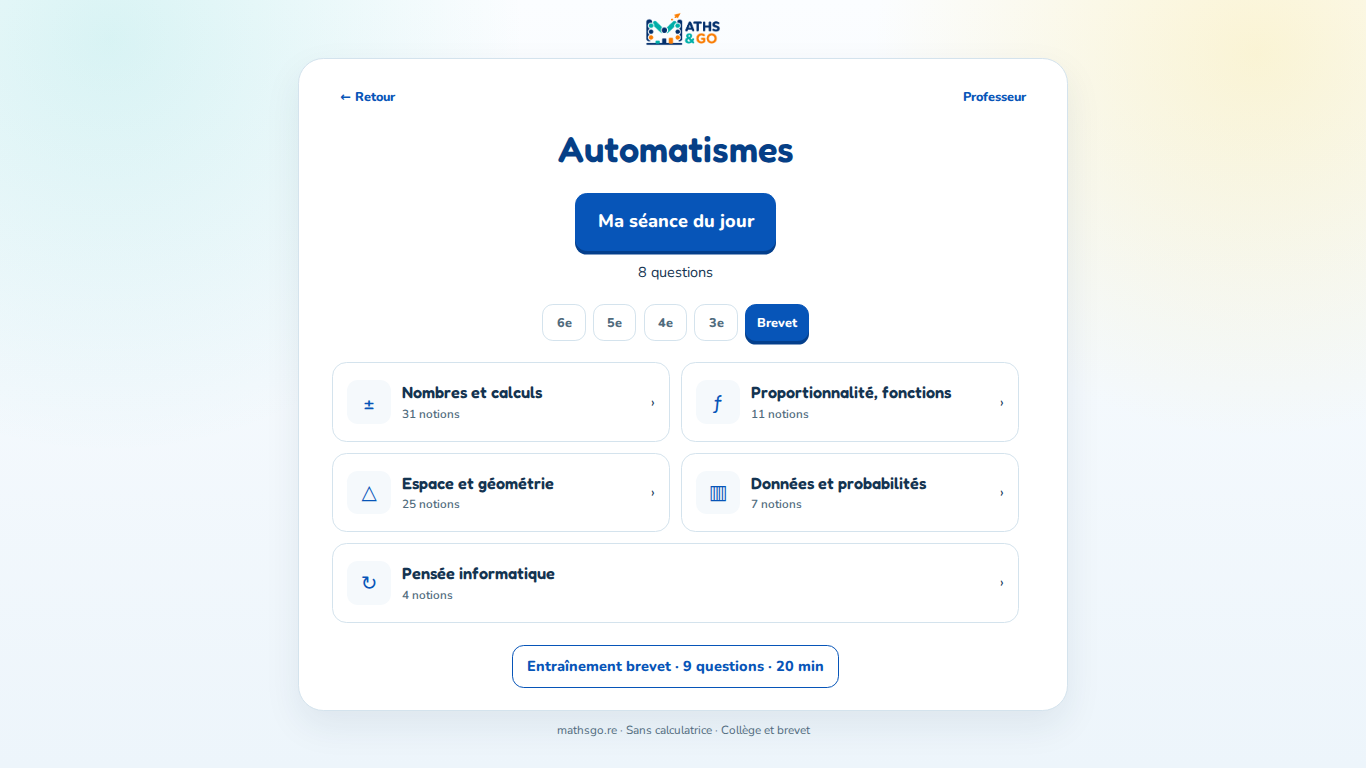 MATHS
&GO
← Retour
Professeur
Automatismes
Ma séance du jour
8 questions
6e 5e 4e 3e Brevet
± Nombres et calculs ›
31 notions
ƒ Proportionnalité, fonctions ›
11 notions
△ Espace et géométrie ›
25 notions
▥ Données et probabilités ›
7 notions
↻ Pensée informatique ›
4 notions
Entraînement brevet · 9 questions · 20 min
mathsgo.re · Sans calculatrice · Collège et brevet